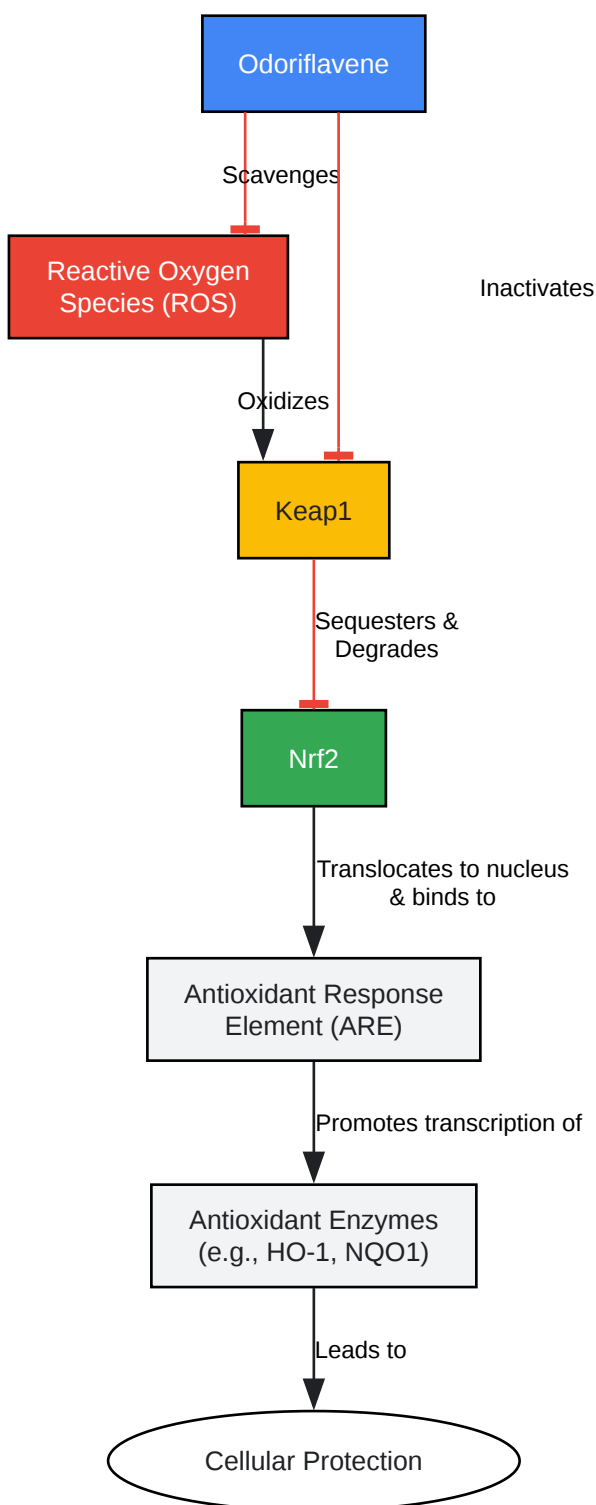 Odoriflavene
Scavenges
Reactive Oxygen
Species (ROS)
Inactivates
Oxidizes
Keap1
Sequesters &
Degrades
Nrf2
Translocates to nucleus
& binds to
Antioxidant Response
Element (ARE)
Promotes transcription of
Antioxidant Enzymes
(e.g., HO-1, NQO1)
Leads to
Cellular Protection